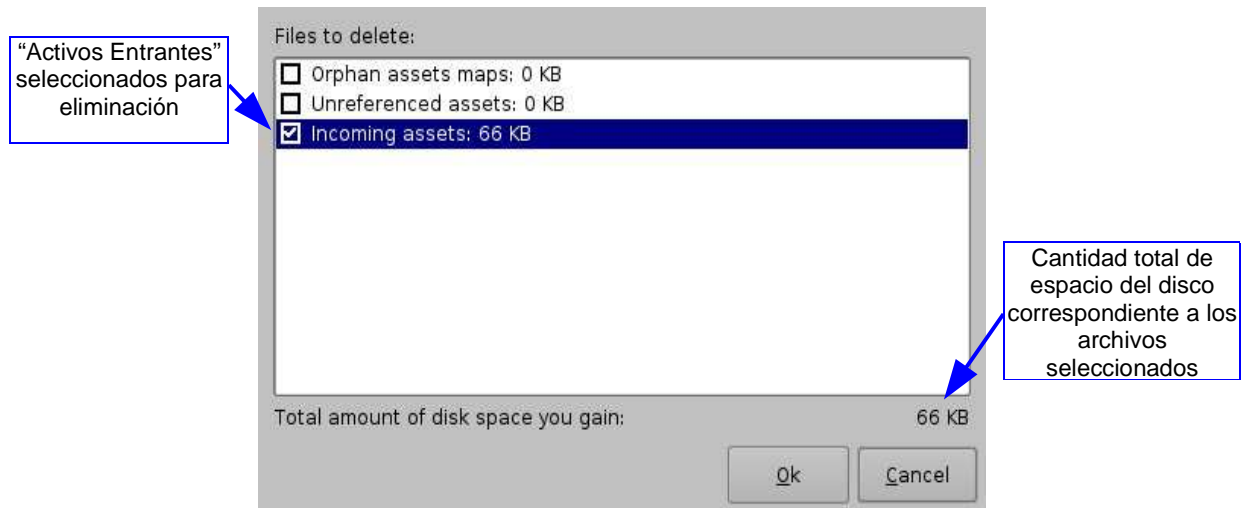 “Activos Entrantes”
seleccionados para
eliminación
Files to delete:
Orphan assets maps: 0 KB
Unreferenced assets: 0 KB
Incoming assets: 66 KB
Cantidad total de
espacio del disco
correspondiente a los
archivos
seleccionados
Total amount of disk space you gain: 66 KB
Ok Cancel